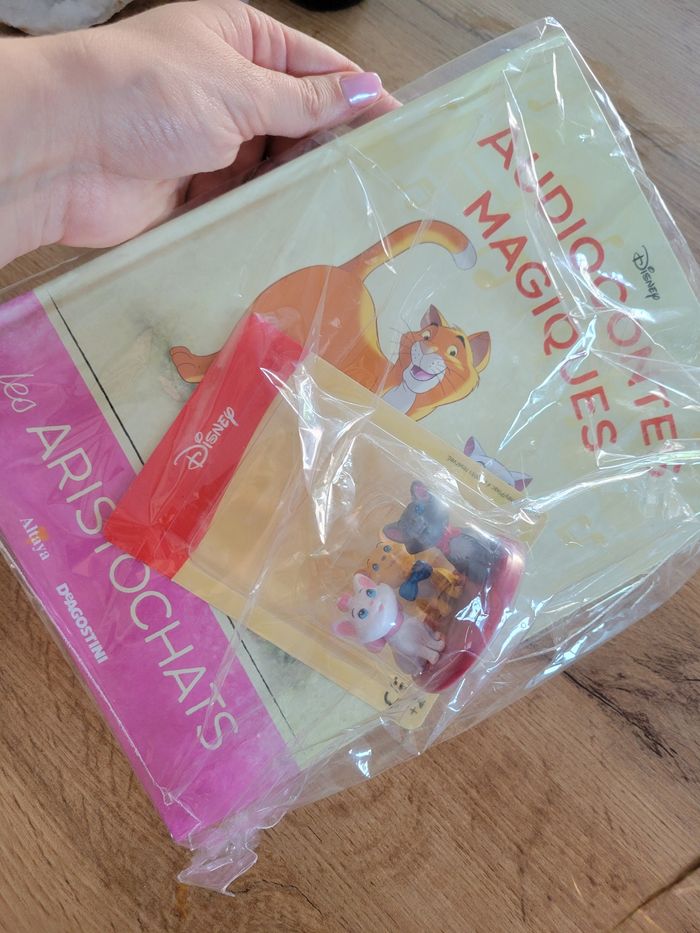 AUDIOCONTES
MAGIQUES
DISNEY
les ARISTOCHATS
DISNEY
Altaya
DEAGOSTINI